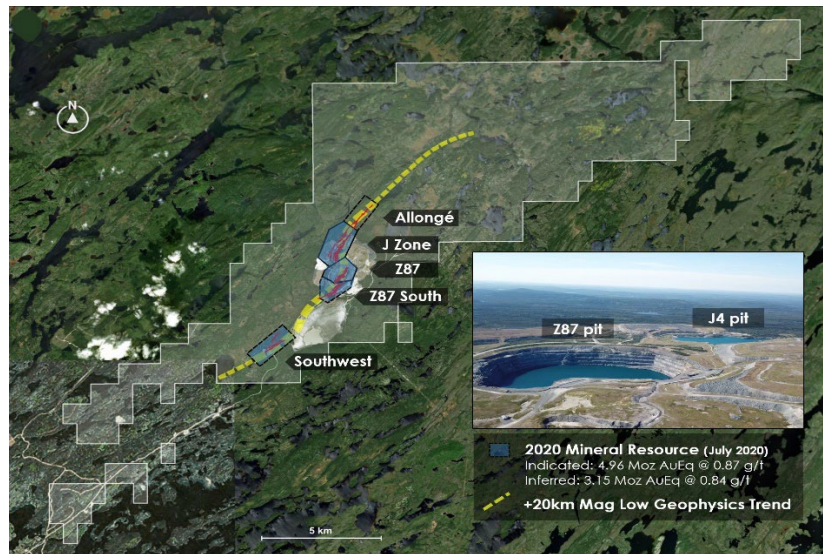 N
Allongé
J Zone
Z87
Z87 South
Southwest
Z87 pit
J4 pit
2020 Mineral Resource (July 2020)
Indicated: 4.96 Moz AuEq @ 0.87 g/t
Inferred: 3.15 Moz AuEq @ 0.84 g/t
+20km Mag Low Geophysics Trend
5 km